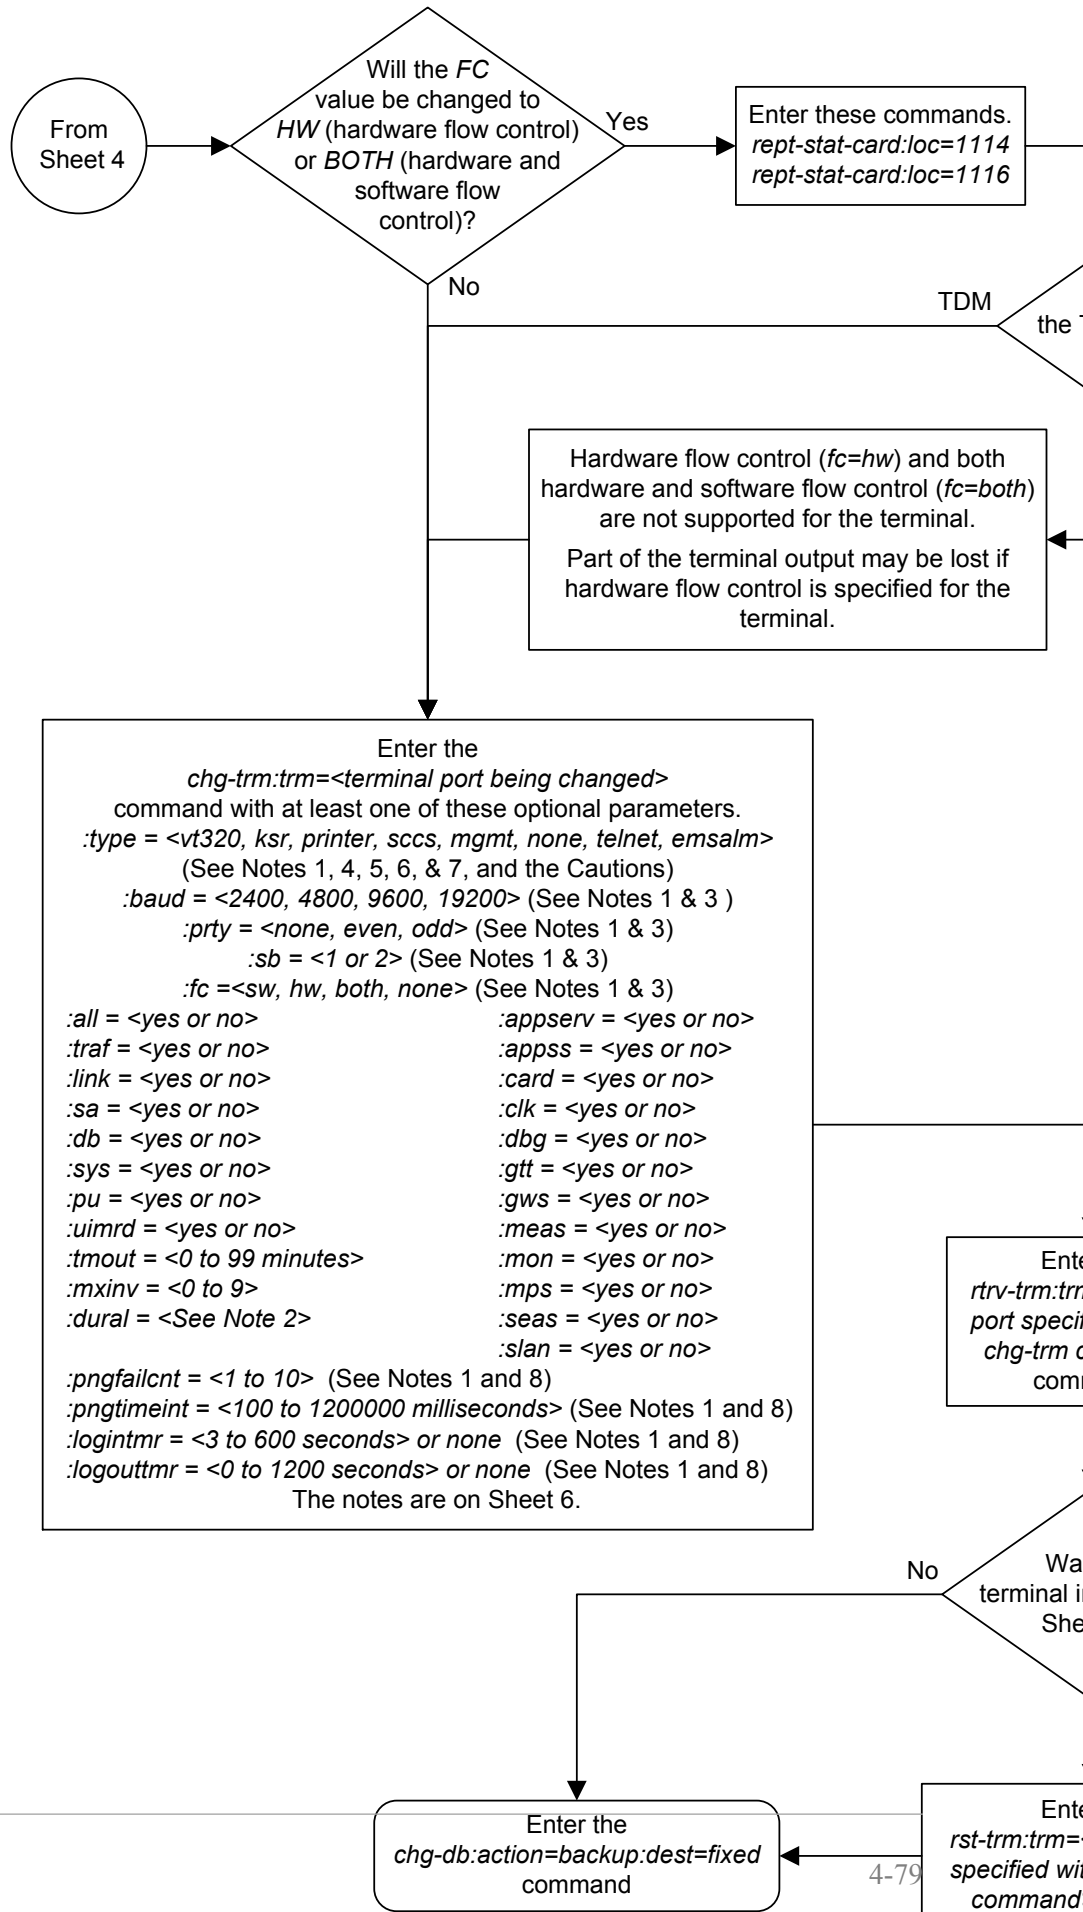 From
Sheet 4
Will the FC
value be changed to
HW (hardware flow control)
or BOTH (hardware and
software flow
control)?
Yes
No
Enter these commands.
rept-stat-card:loc=1114
rept-stat-card:loc=1116
TDM
the
Hardware flow control (fc=hw) and both
hardware and software flow control (fc=both)
are not supported for the terminal.
Part of the terminal output may be lost if
hardware flow control is specified for the
terminal.
Enter the
chg-trm:trm=<terminal port being changed>
command with at least one of these optional parameters.
:type = <vt320, ksr, printer, sccs, mgmt, none, telnet, emsalm>
(See Notes 1, 4, 5, 6, & 7, and the Cautions)
:baud = <2400, 4800, 9600, 19200> (See Notes 1 & 3 )
:prty = <none, even, odd> (See Notes 1 & 3)
:sb = <1 or 2> (See Notes 1 & 3)
:fc =<sw, hw, both, none> (See Notes 1 & 3)
:all = <yes or no> :appserv = <yes or no>
:traf = <yes or no> :appss = <yes or no>
:link = <yes or no> :card = <yes or no>
:sa = <yes or no> :clk = <yes or no>
:db = <yes or no> :dbg = <yes or no>
:sys = <yes or no> :gtt = <yes or no>
:pu = <yes or no> :gws = <yes or no>
:uimrd = <yes or no> :meas = <yes or no>
:tmout = <0 to 99 minutes> :mon = <yes or no>
:mxinv = <0 to 9> :mps = <yes or no>
:dural = <See Note 2> :seas = <yes or no>
:slan = <yes or no>
:pngfailcnt = <1 to 10> (See Notes 1 and 8)
:pngtimeint = <100 to 1200000 milliseconds> (See Notes 1 and 8)
:logintmr = <3 to 600 seconds> or none (See Notes 1 and 8)
:logouttmr = <0 to 1200 seconds> or none (See Notes 1 and 8)
The notes are on Sheet 6.
rtrv-trm:trm
port
chg-trm
No
terminal
Enter the
chg-db:action=backup:dest=fixed
command
rst-trm:trm=<
specified
command
4-79